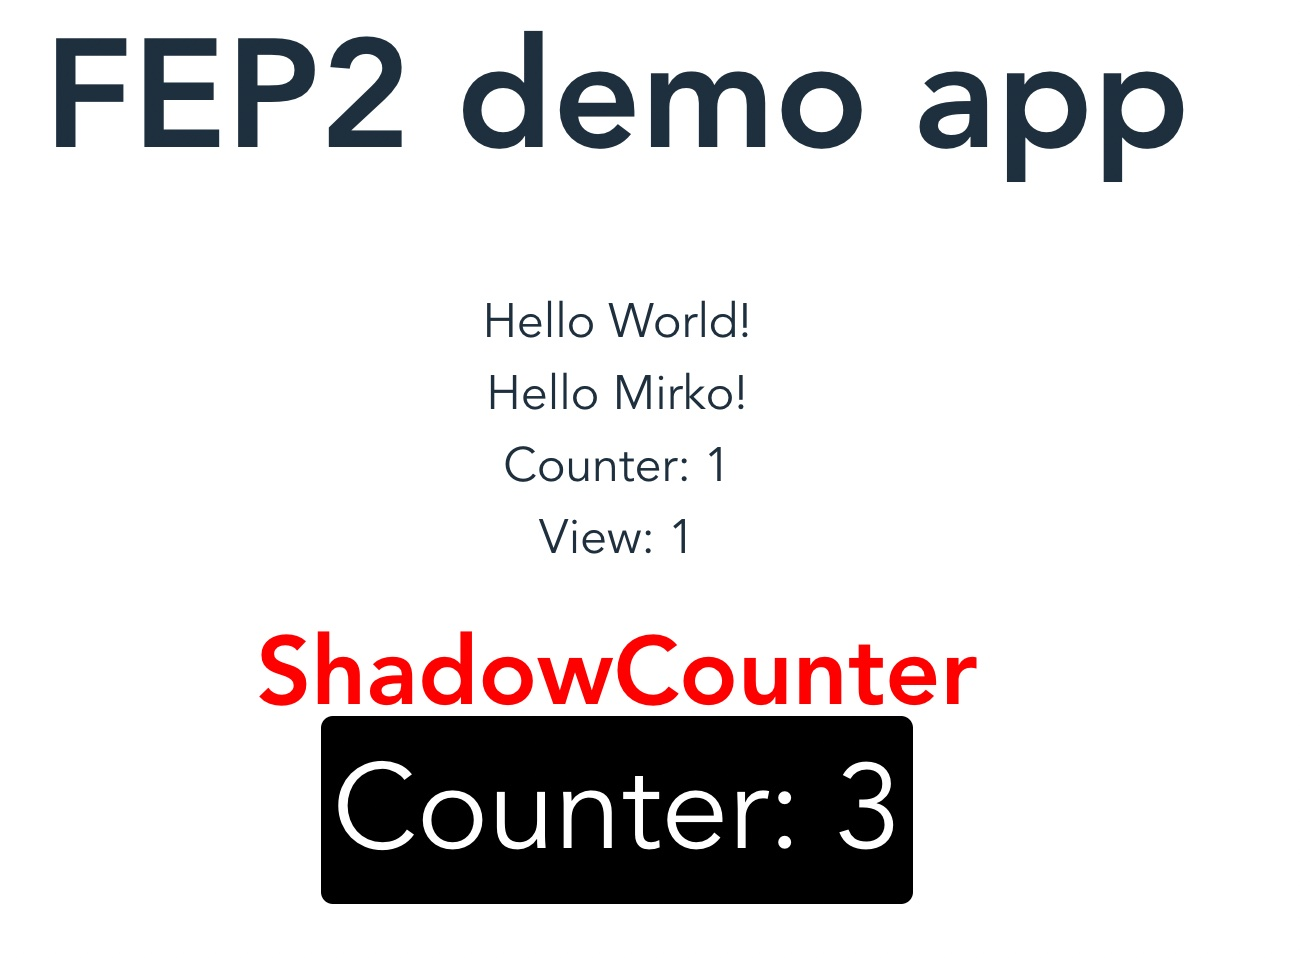 FEP2 demo app
Hello World!
Hello Mirko!
Counter: 1
View: 1
ShadowCounter
Counter: 3